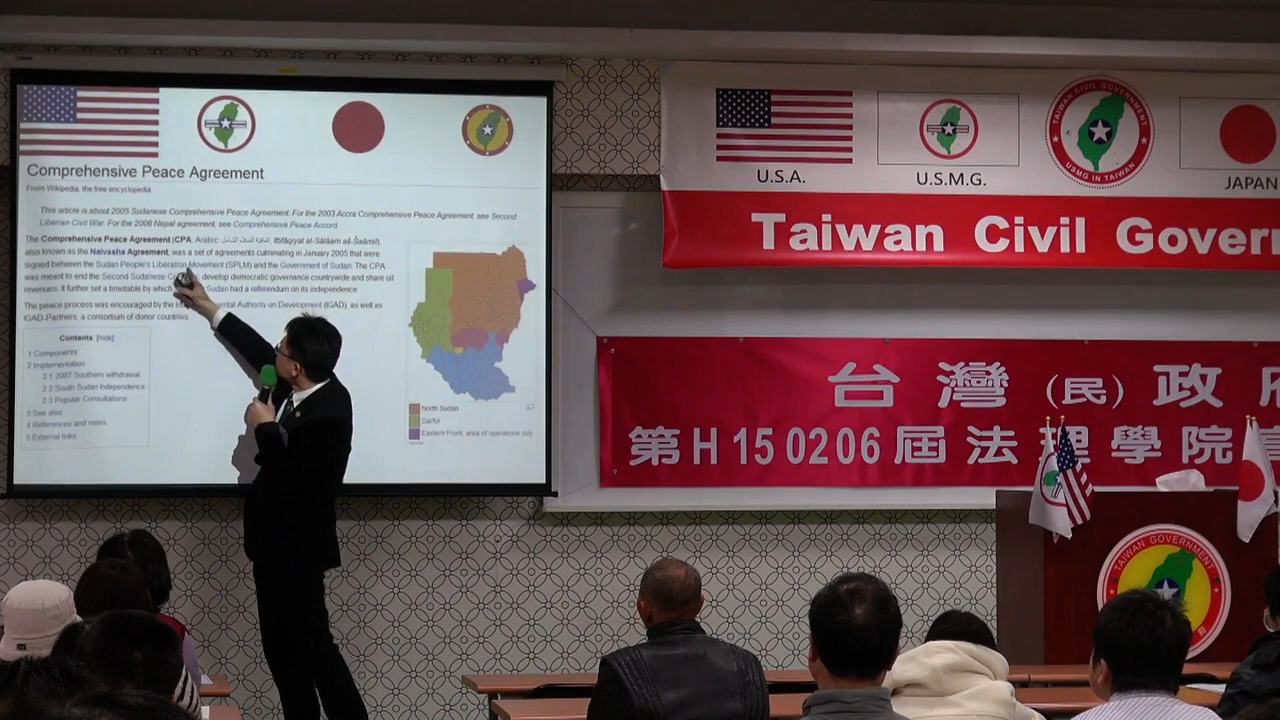 Comprehensive Peace Agreement
From Wikipedia, the free encyclopedia
This article is about 2005 Sudanese Comprehensive Peace Agreement. For the 2003 Accra Comprehensive Peace Agreement, see Second
Liberian Civil War. For the 2006 Nepal agreement, see Comprehensive Peace Accord.
The Comprehensive Peace Agreement (CPA, Arabic:
also known as the Naivasha Agreement, was a set of agreements culminating in January 2005 that were
signed between the Sudan People's Liberation Movement (SPLM) and the Government of Sudan. The CPA
was meant to end the Second Sudanese develop democratic governance countrywide and share oil
revenues. It further set a timetable by which Sudan had a referendum on its independence.
The peace process was encouraged by the Authority on Development (IGAD), as well as
IGAD-Partners, a consortium of donor countries.
Contents [hide]
1 Components
2 Implementation
2.1 2007 Southern withdrawal
2.2 South Sudan Independence
2.3 Popular Consultations
3 See also
4 References and notes
5 External links
North Sudan
Darfur
Eastern Front, area of operations July
U.S.A.
U.S.M.G.
TAIWAN CIVIL GOVERNMENT
USMG IN TAIWAN
JAPAN
Taiwan Civil Govern
台灣(民)政府
第H150206屆法理學院
TAIWAN GOVERNMENT